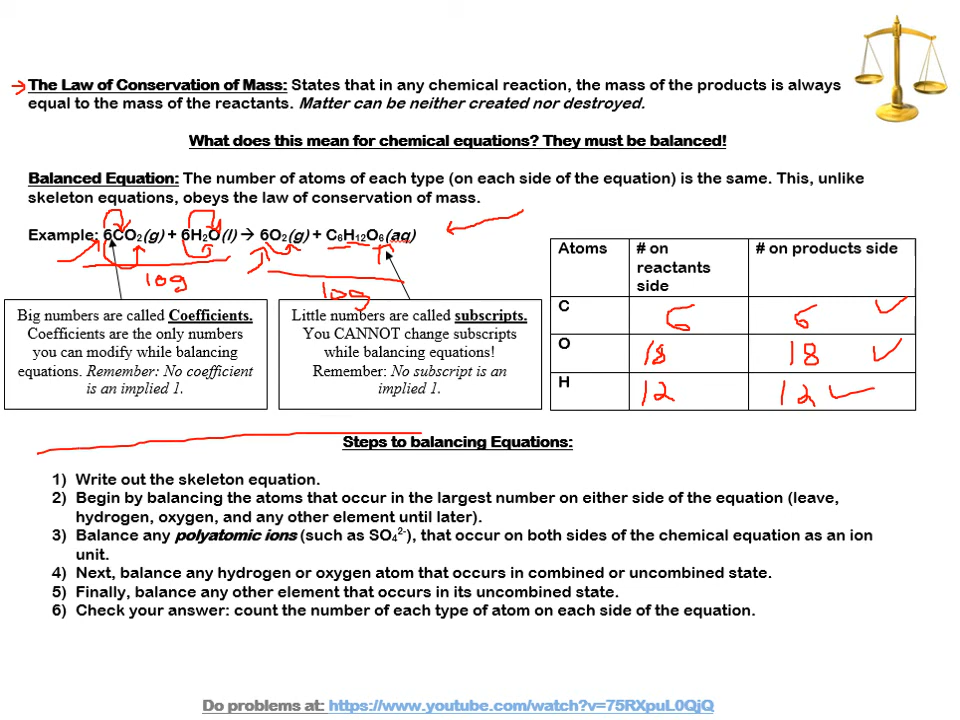 The Law of Conservation of Mass: States that in any chemical reaction, the mass of the products is always
equal to the mass of the reactants. Matter can be neither created nor destroyed.
What does this mean for chemical equations? They must be balanced!
Balanced Equation: The number of atoms of each type (on each side of the equation) is the same. This, unlike
skeleton equations, obeys the law of conservation of mass.
Example: 6CO₂(g) + 6H₂O(l) → 6O₂(g) + C₆H₁₂O₆(aq)
10g
10g
Big numbers are called Coefficients.
Coefficients are the only numbers
you can modify while balancing
equations. Remember: No coefficient
is an implied 1.
Little numbers are called subscripts.
You CANNOT change subscripts
while balancing equations!
Remember: No subscript is an
implied 1.
Atoms # on reactants side # on products side
C 6 6 ✓
O 18 18 ✓
H 12 12 ✓
Steps to balancing Equations:
1) Write out the skeleton equation.
2) Begin by balancing the atoms that occur in the largest number on either side of the equation (leave,
hydrogen, oxygen, and any other element until later).
3) Balance any polyatomic ions (such as SO₄²⁻), that occur on both sides of the chemical equation as an ion
unit.
4) Next, balance any hydrogen or oxygen atom that occurs in combined or uncombined state.
5) Finally, balance any other element that occurs in its uncombined state.
6) Check your answer: count the number of each type of atom on each side of the equation.
Do problems at: https://www.youtube.com/watch?v=75RXpuL0QjQ